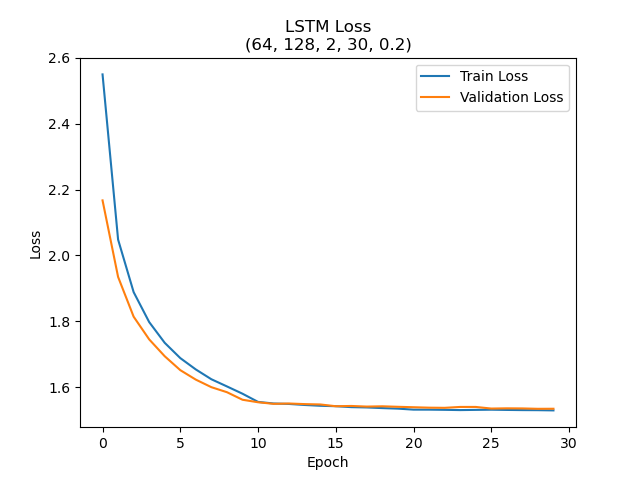 LSTM Loss
(64, 128, 2, 30, 0.2)
Train Loss
Validation Loss
2.6
2.4
2.2
2.0
1.8
1.6
Loss
0 5 10 15 20 25 30
Epoch